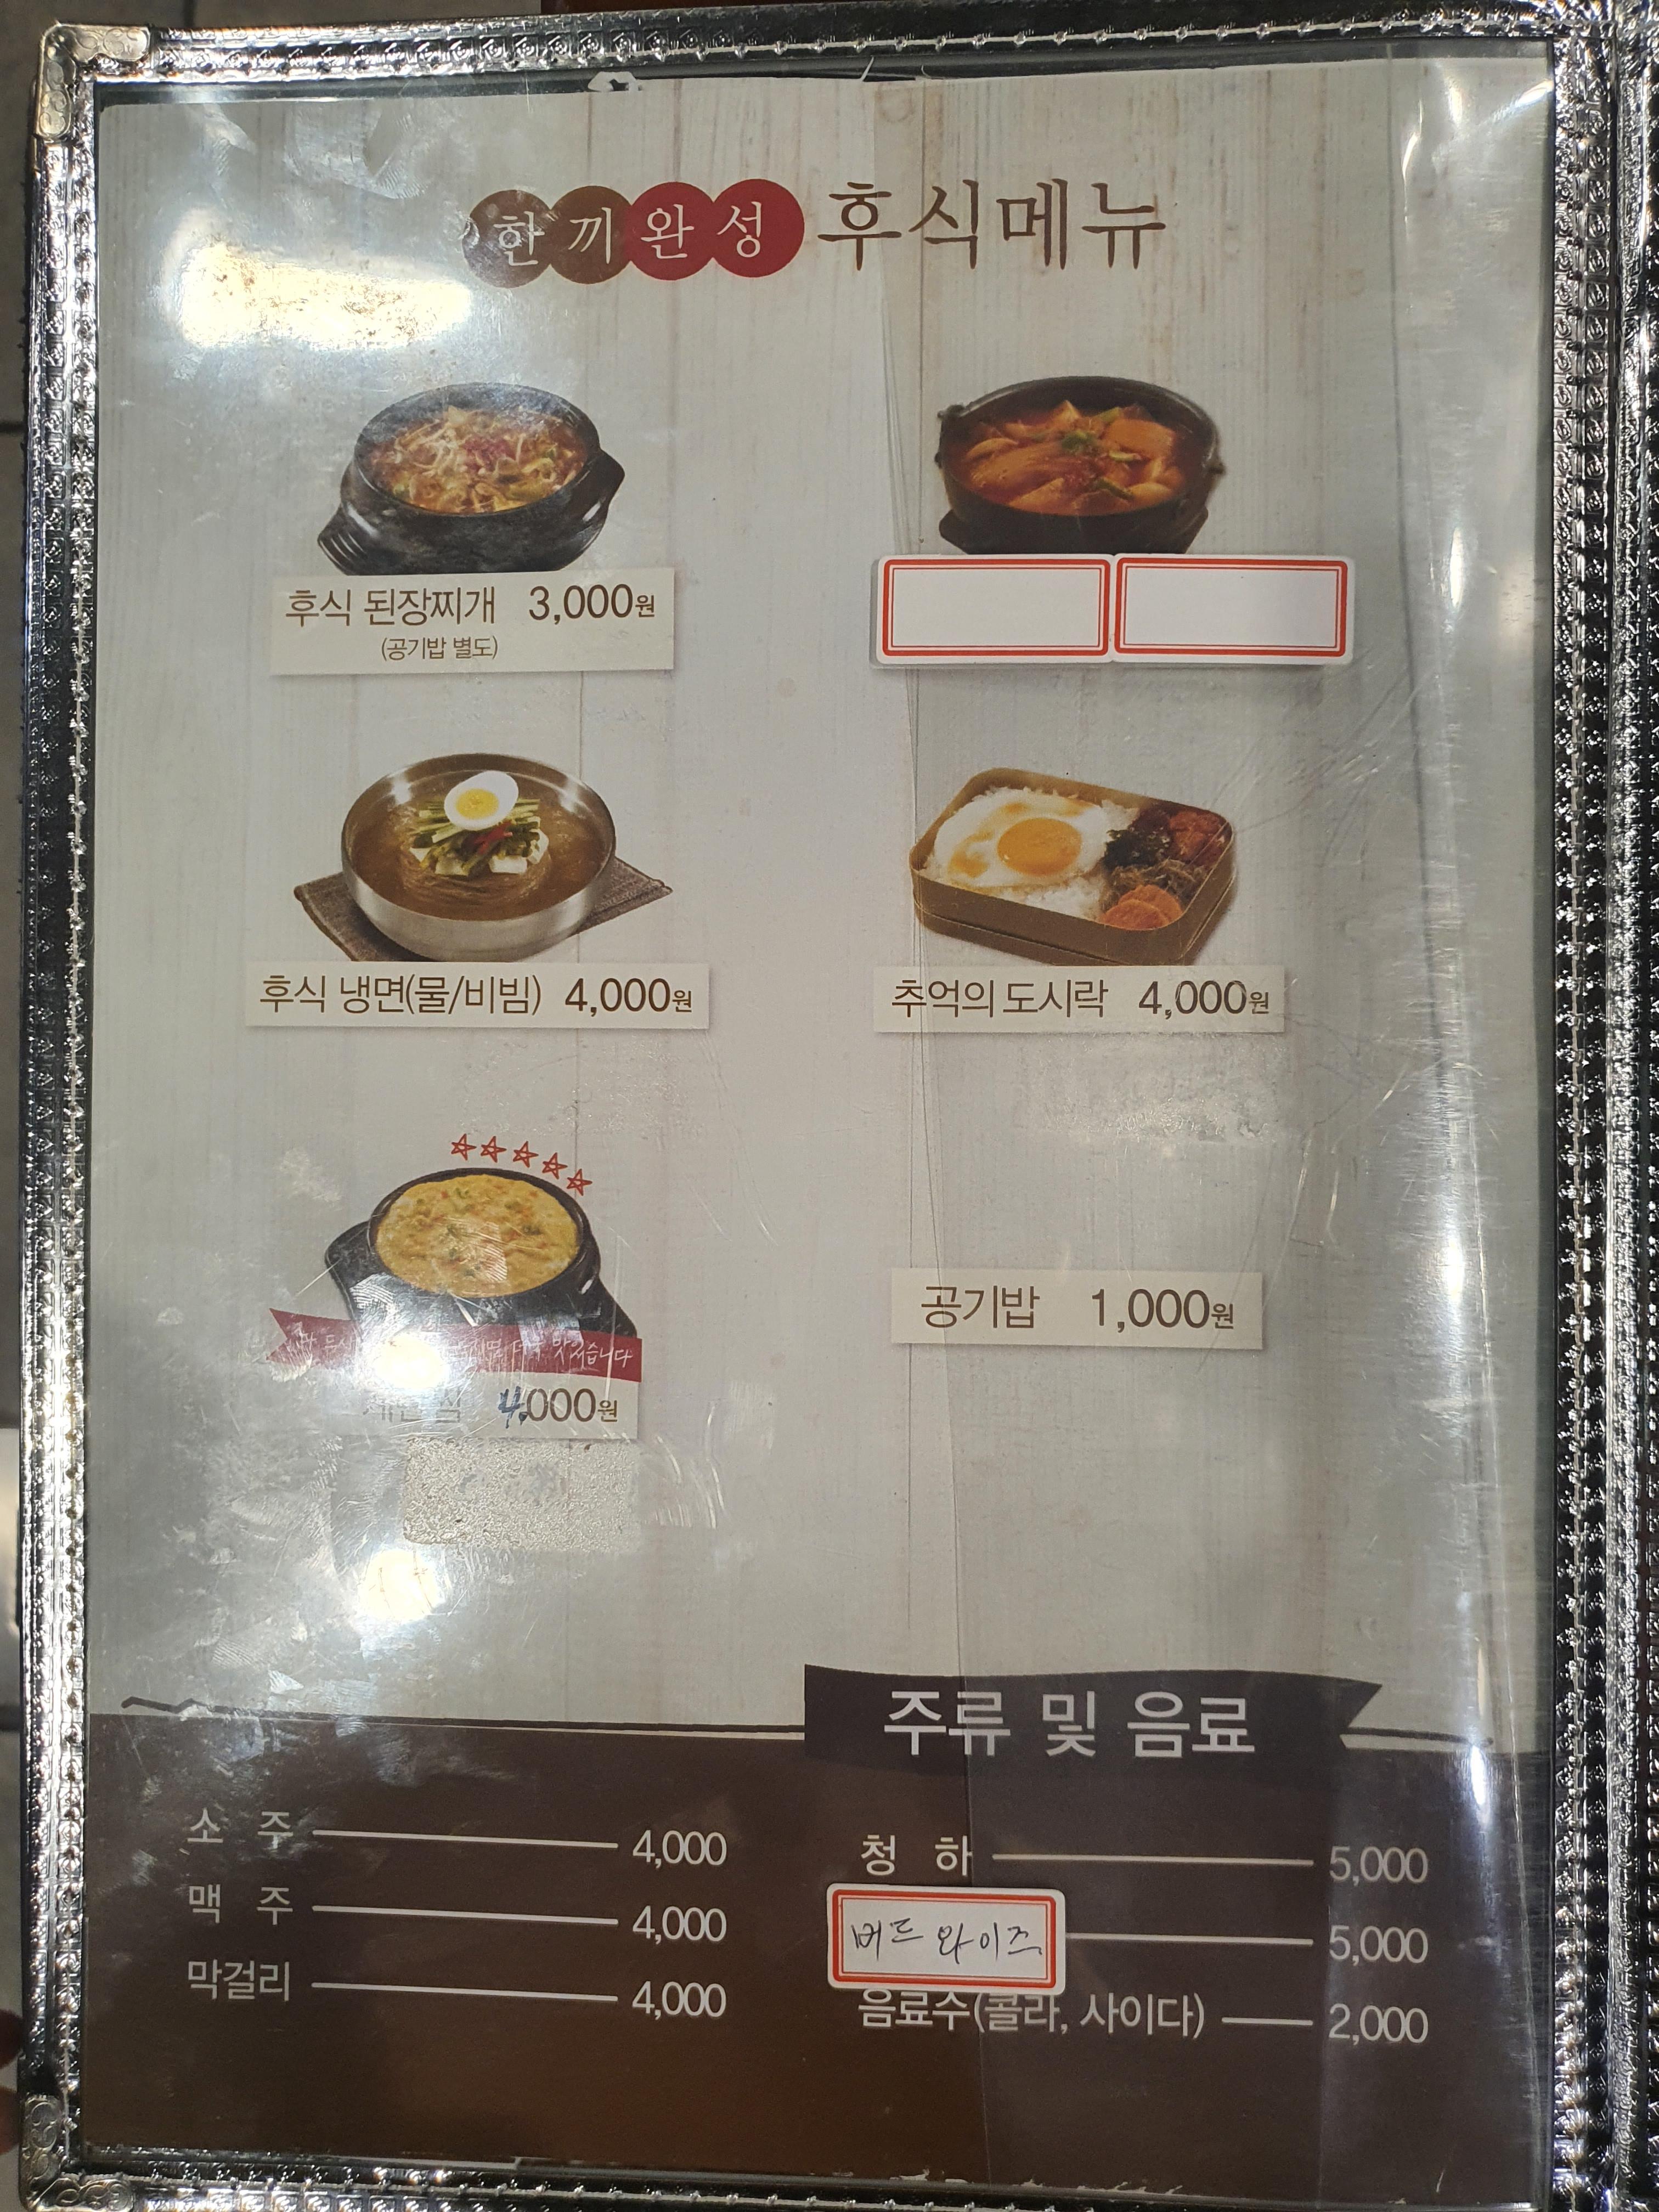 한끼완성 후식메뉴
후식 된장찌개 3,000원
(공기밥 별도)
후식 냉면(물/비빔) 4,000원
추억의 도시락 4,000원
맛있습니다
4,000원
공기밥 1,000원
주류 및 음료
소 주 4,000
맥 주 4,000
막걸리 4,000
청 하 5,000
버드와이즈 5,000
음료수(콜라, 사이다) 2,000